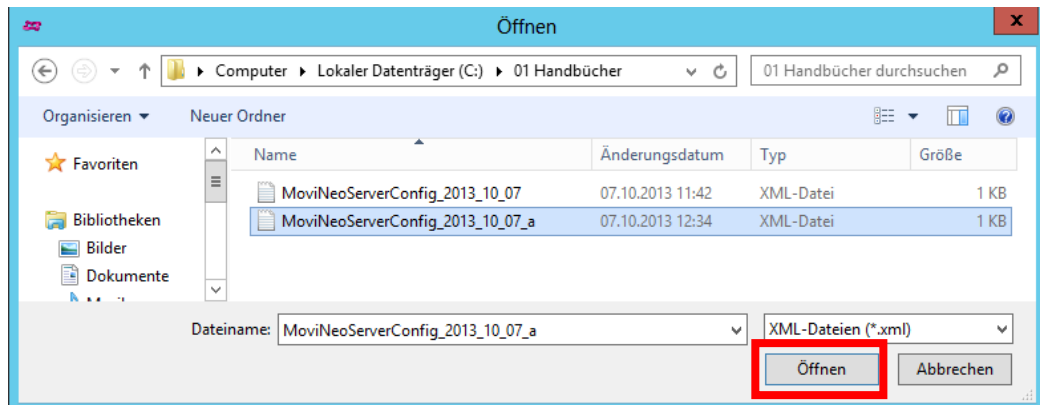 Öffnen
Computer Lokaler Datenträger (C:) 01 Handbücher 01 Handbücher durchsuchen
Organisieren Neuer Ordner
Name Änderungsdatum Typ Größe
Favoriten
MoviNeoServerConfig_2013_10_07 07.10.2013 11:42 XML-Datei 1 KB
Bibliotheken MoviNeoServerConfig_2013_10_07_a 07.10.2013 12:34 XML-Datei 1 KB
Bilder
Dokumente
Dateiname: MoviNeoServerConfig_2013_10_07_a XML-Dateien (*.xml)
Öffnen Abbrechen